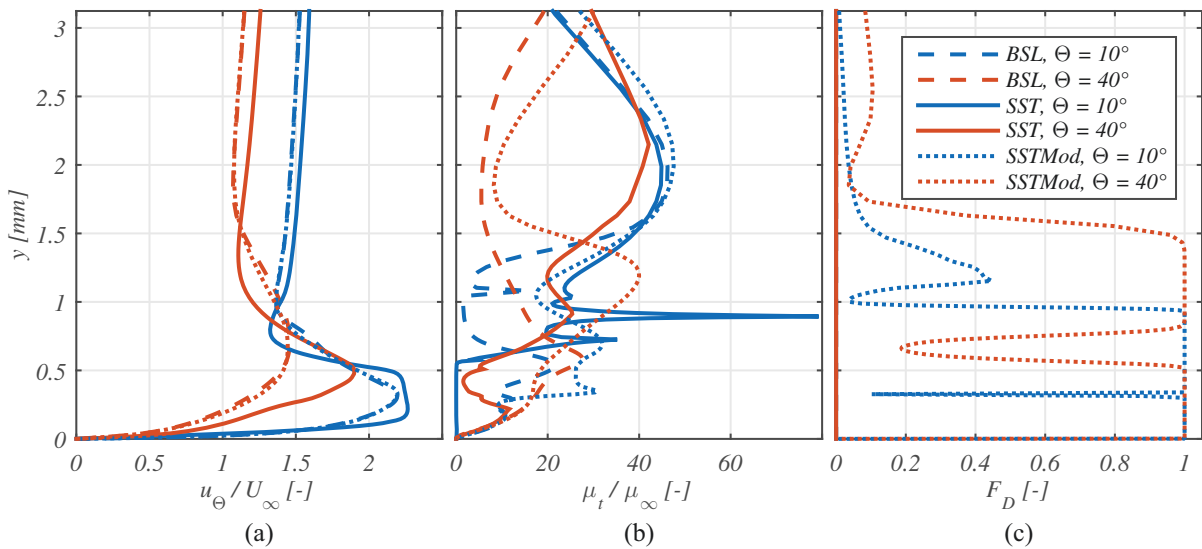 3
2.5
2
1.5
1
0.5
0
y [mm]
0 0.5 1 1.5 2
u_Θ / U_∞ [-]
(a)
0 20 40 60
μ_t / μ_∞ [-]
(b)
BSL, Θ = 10°
BSL, Θ = 40°
SST, Θ = 10°
SST, Θ = 40°
SSTMod, Θ = 10°
SSTMod, Θ = 40°
0 0.2 0.4 0.6 0.8 1
F_D [-]
(c)